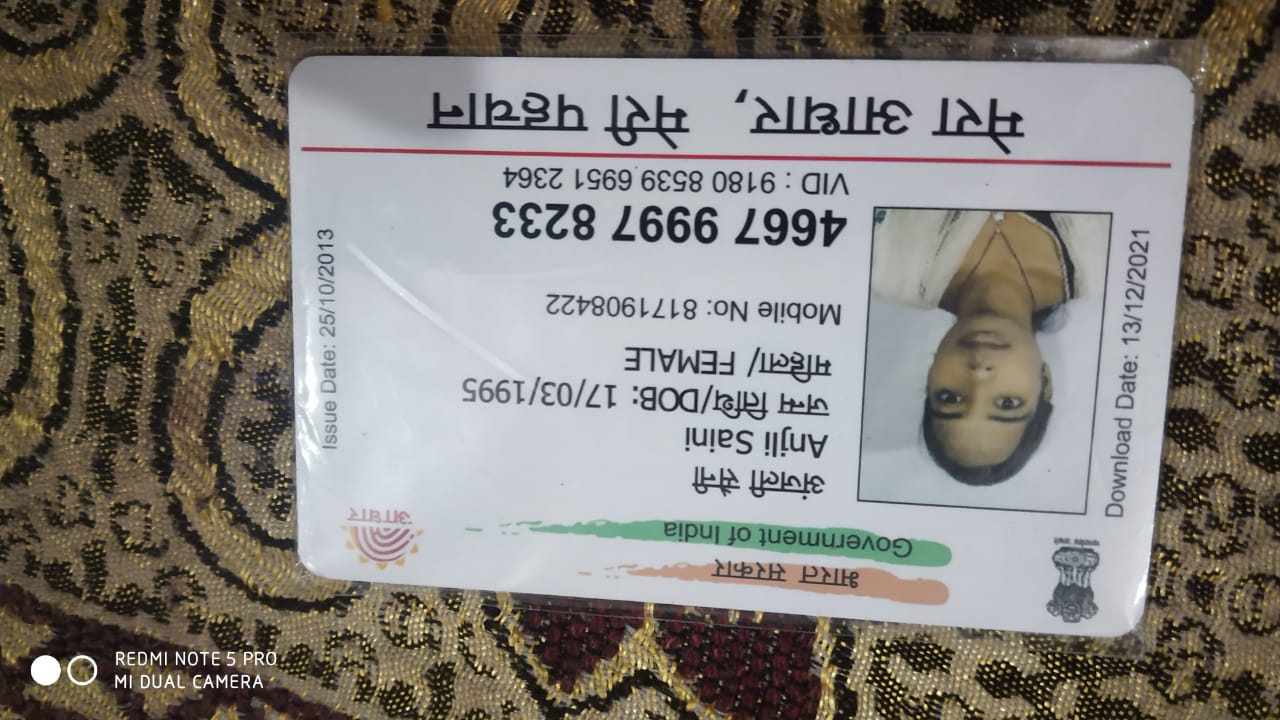 भारत सरकार
Government of India
आधार
अंजली सैनी
Anjli Saini
जन्म तिथि/DOB: 17/03/1995
महिला/ FEMALE
Mobile No: 8171908422
4667 9997 8233
VID : 9180 8539 6951 2364
मेरा आधार, मेरी पहचान
Download Date: 13/12/2021
Issue Date: 25/10/2013
REDMI NOTE 5 PRO
MI DUAL CAMERA